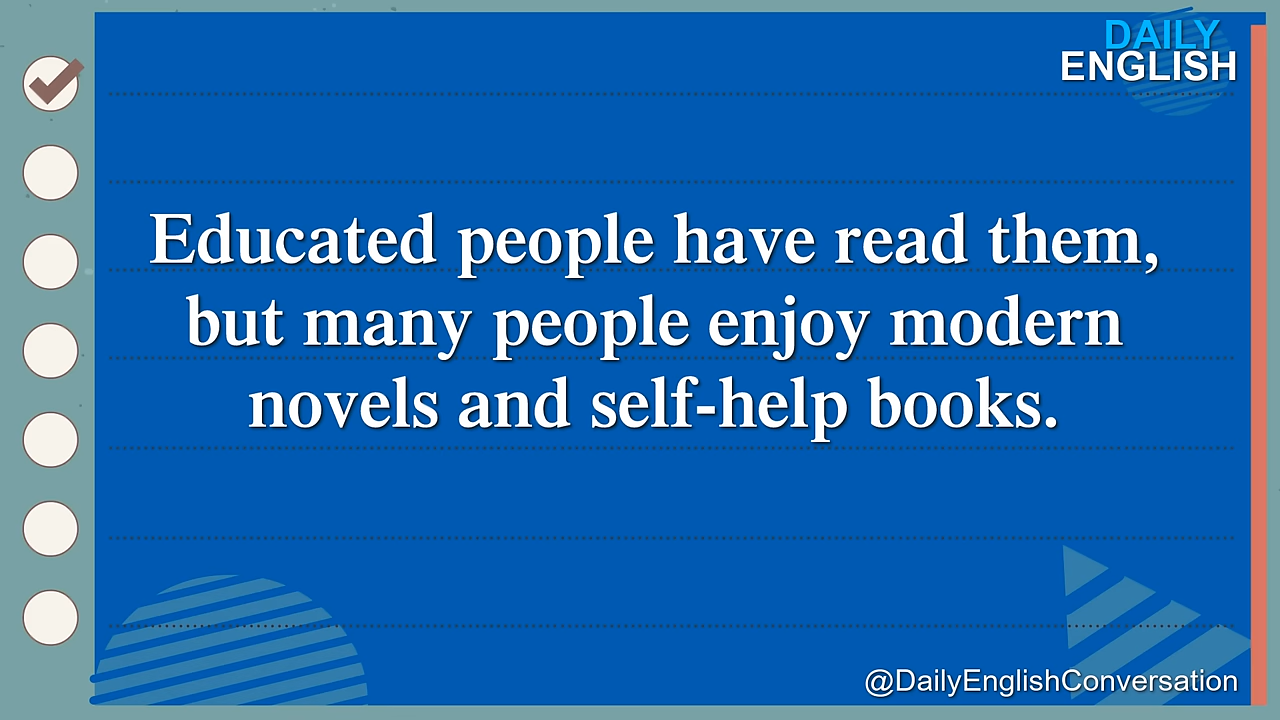 DAILY
ENGLISH
Educated people have read them,
but many people enjoy modern
novels and self-help books.
@DailyEnglishConversation